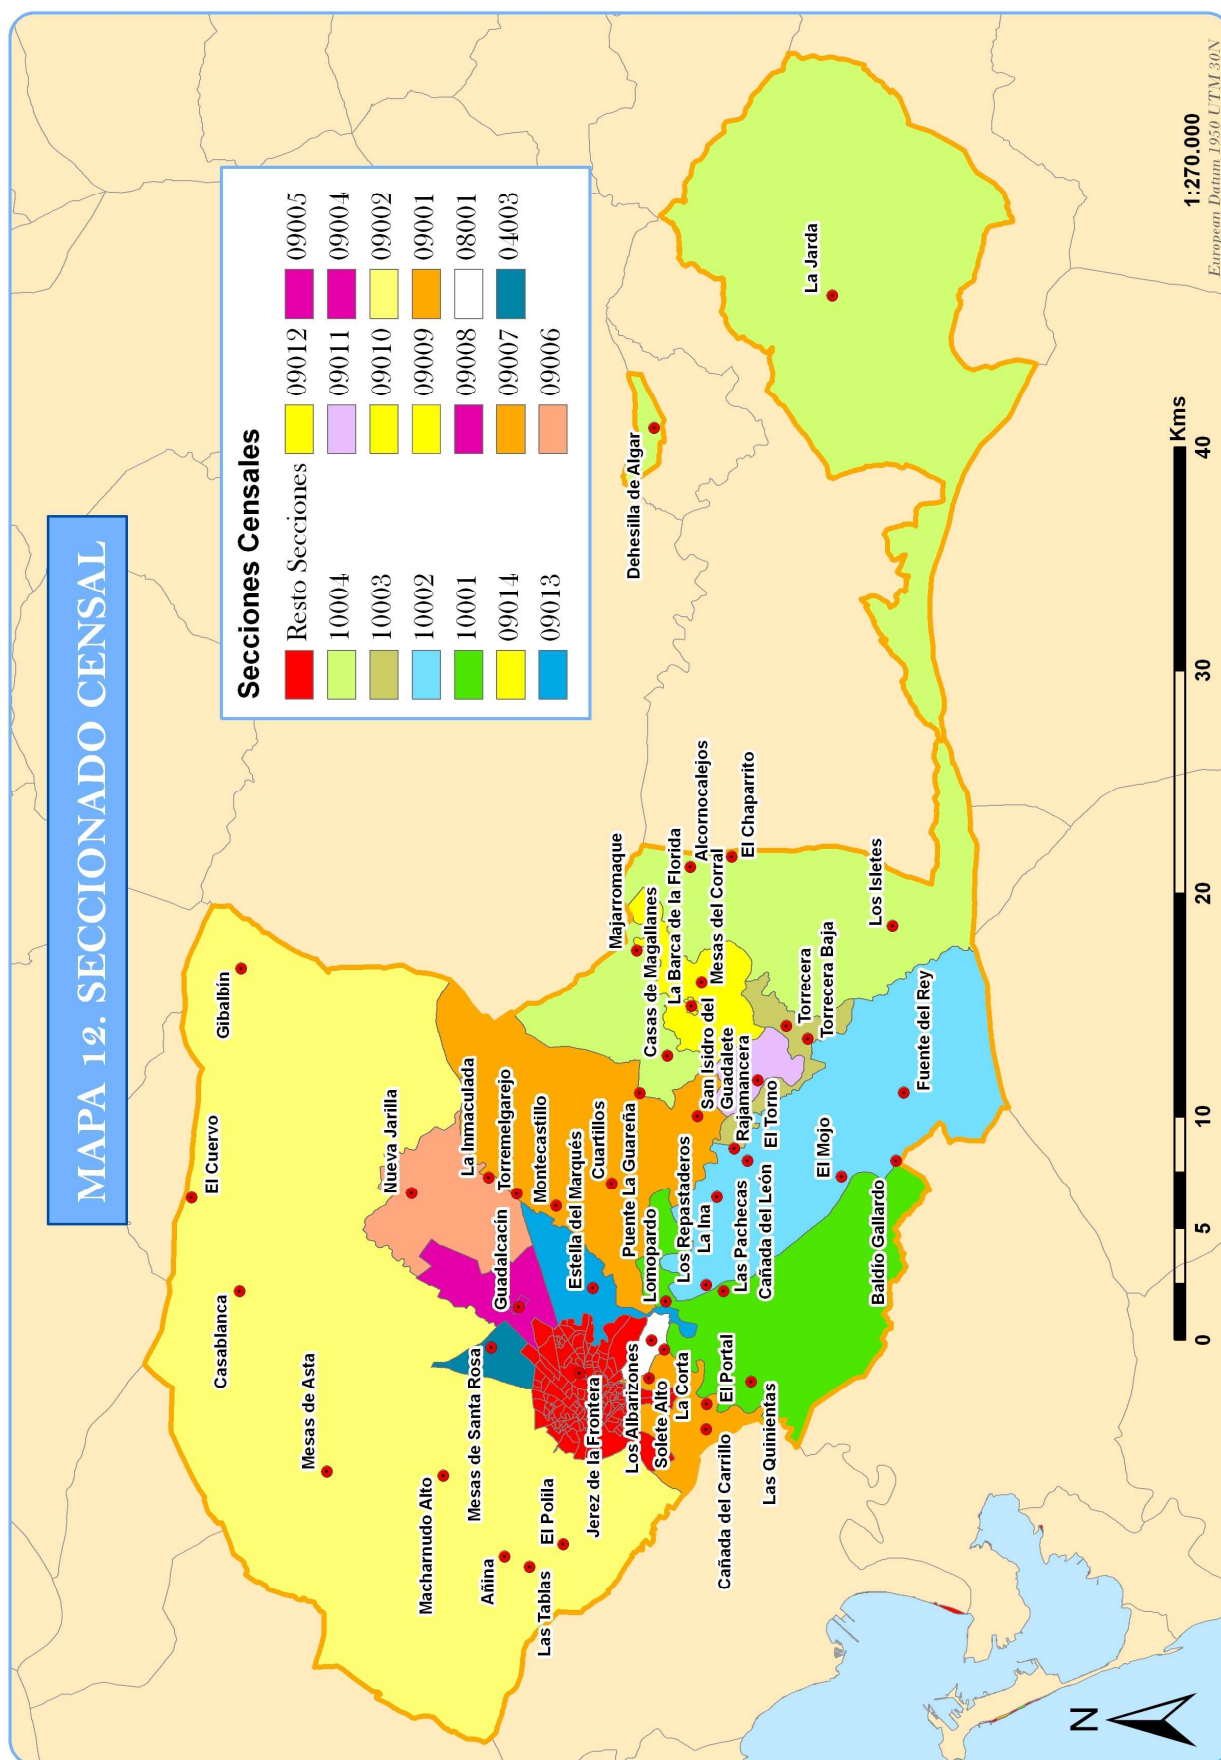 MAPA 12. SECCIONADO CENSAL
Secciones Censales
Resto Secciones
10004
10003
10002
10001
09014
09013
09012
09011
09010
09009
09008
09007
09006
09005
09004
09002
09001
08001
04003
El Cuervo
Gibalbín
Casablanca
Mesas de Asta
Nueva Jarilla
Macharnudo Alto
La Inmaculada
Torremelgarejo
Guadalcacín
Mesas de Santa Rosa
Montecastillo
Añina
Las Tablas
El Polila
Estella del Marqués
Cuartillos
Jerez de la Frontera
Majarromaque
Dehesilla de Algar
Puente La Guareña
Casas de Magallanes
Lomopardo
Los Albarizones
Solete Alto
La Barca de la Florida
Alcornocalejos
Los Repastaderos
La Corta
San Isidro del
Guadalete
Mesas del Corral
La Ina
El Portal
Cañada del Carrillo
Rajamancera
El Chaparrito
Las Pachecas
Cañada del León
El Torno
Las Quinientas
Torrecera
Torrecera Baja
La Jarda
El Mojo
Los Isletes
Baldio Gallardo
Fuente del Rey
N
Kms
0
5
10
20
30
40
1:270.000
European Datum 1950 UTM 30N